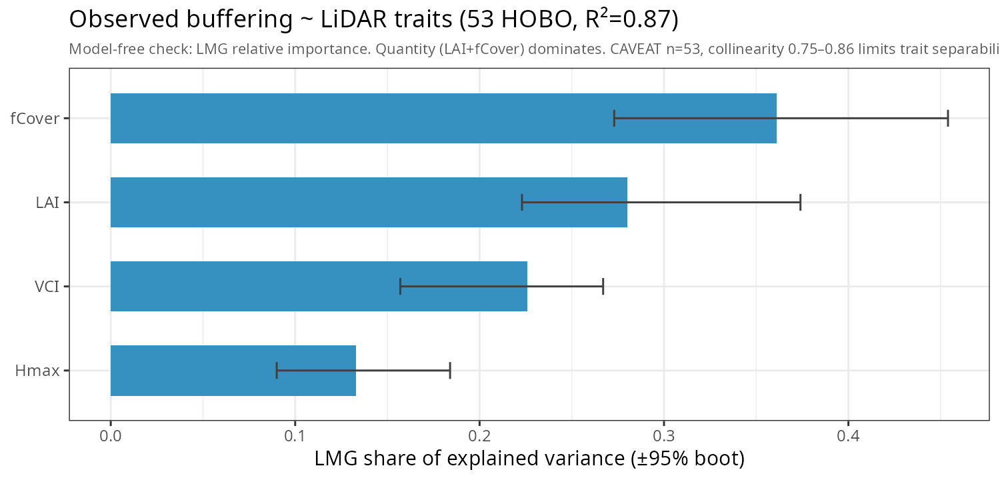 Observed buffering ~ LiDAR traits (53 HOBO, R²=0.87)
Model-free check: LMG relative importance. Quantity (LAI+fCover) dominates. CAVEAT n=53, collinearity 0.75–0.86 limits trait separabili
fCover
LAI
VCI
Hmax
0.0 0.1 0.2 0.3 0.4
LMG share of explained variance (±95% boot)